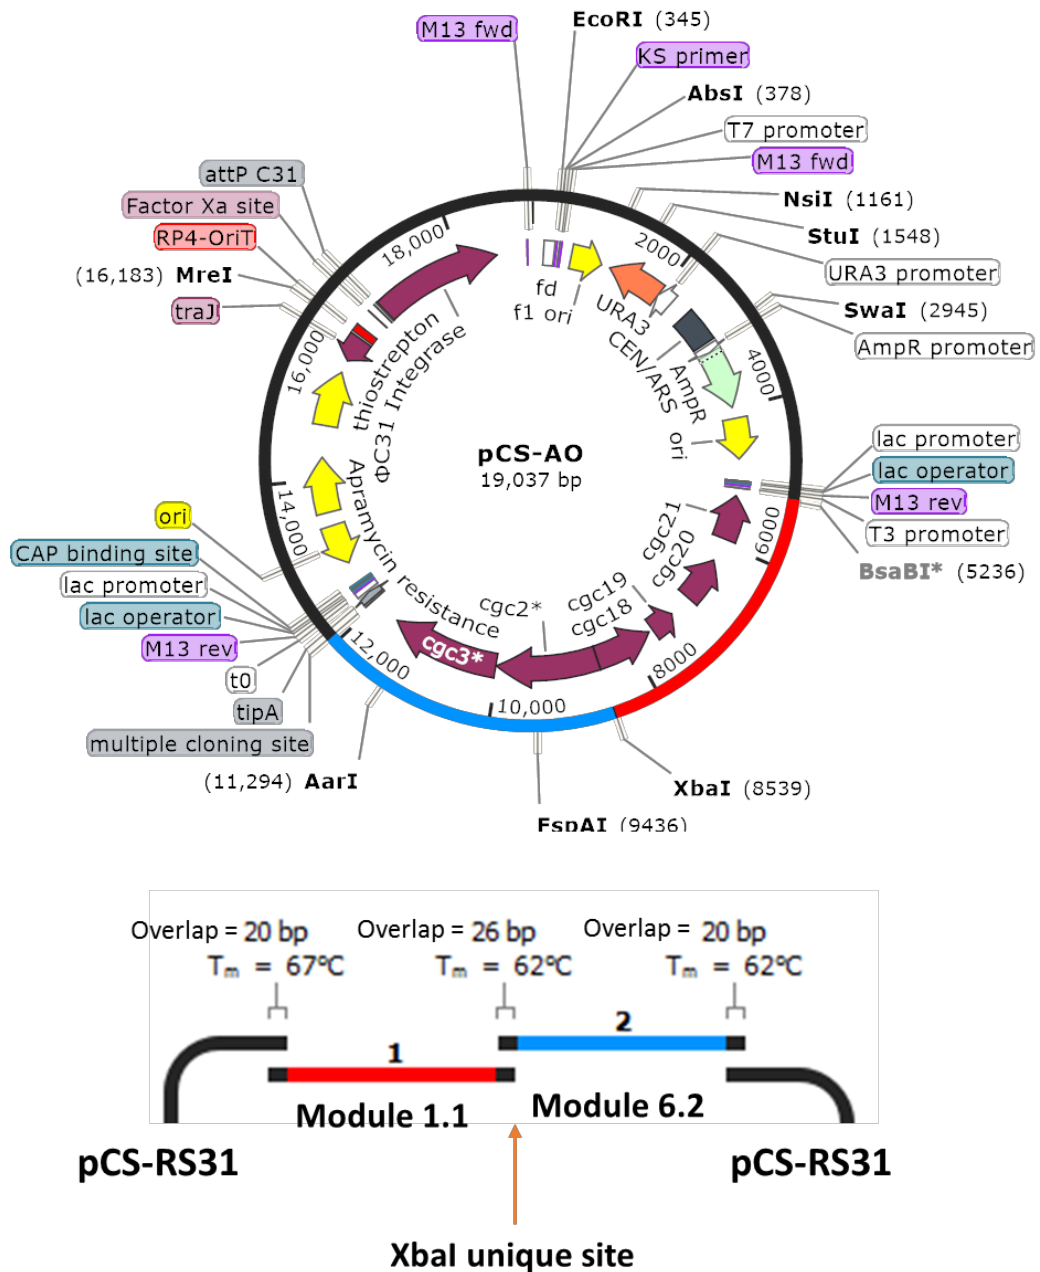 M13 fwd
EcoRI (345)
KS primer
AbsI (378)
T7 promoter
M13 fwd
NsiI (1161)
StuI (1548)
URA3 promoter
SwaI (2945)
AmpR promoter
lac promoter
lac operator
M13 rev
T3 promoter
BsaBI* (5236)
XbaI (8539)
FspAI (9436)
(11,294) AarI
multiple cloning site
tipA
t0
M13 rev
lac operator
lac promoter
CAP binding site
ori
traJ
(16,183) MreI
RP4-OriT
Factor Xa site
attP C31
2000
4000
6000
8000
10,000
12,000
14,000
16,000
18,000
fd
f1 ori
URA3
CEN/ARS
AmpR
ori
cgc21
cgc20
cgc19
cgc18
cgc2*
cgc3*
Apramycin resistance
thiostrepton
ΦC31 Integrase
pCS-AO
19,037 bp
Overlap = 20 bp Overlap = 26 bp Overlap = 20 bp
Tm = 67°C Tm = 62°C Tm = 62°C
1 2
Module 1.1 Module 6.2
pCS-RS31 pCS-RS31
XbaI unique site